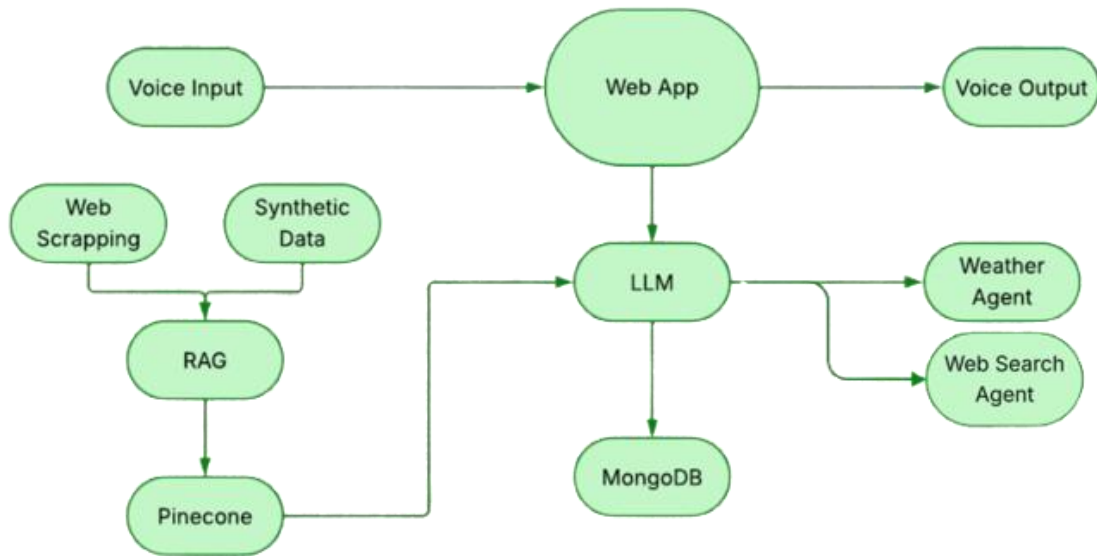 Voice Input
Web App
Voice Output
Web
Scrapping
Synthetic
Data
LLM
Weather
Agent
RAG
Web Search
Agent
MongoDB
Pinecone